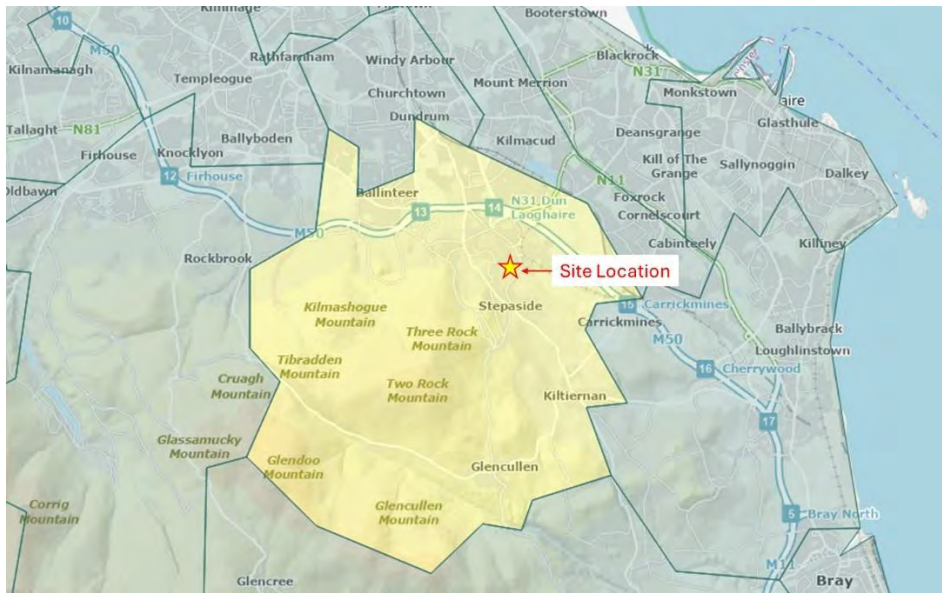 Kimmage
Booterstown
10
M50
Kilnamanagh
Rathfarnham
Windy Arbour
Blackrock
N31
Templeogue
Mount Merrion
Churchtown
Monkstown
aire
Tallaght
N81
Dundrum
Glasthule
Ballyboden
Kilmacud
Deansgrange
Firhouse
Knocklyon
Kill of The
Grange
Sallynoggin
Dalkey
12
Firhouse
N11
Oldbawn
Ballinteer
Foxrock
13
14
N31 Dun
Laoghaire
Cornelscourt
M50
Cabinteely
Killiney
Rockbrook
Site Location
Kilmashogue
Mountain
Stepaside
15
Carrickmines
Carrickmines
Three Rock
Mountain
M50
Ballybrack
Loughlinstown
Tibradden
Mountain
16
Cherrywood
Cruagh
Mountain
Two Rock
Mountain
Kiltiernan
17
Glassamucky
Mountain
Glendoo
Mountain
Glencullen
Corrig
Mountain
Glencullen
Mountain
5
Bray North
M11
Glencree
Bray